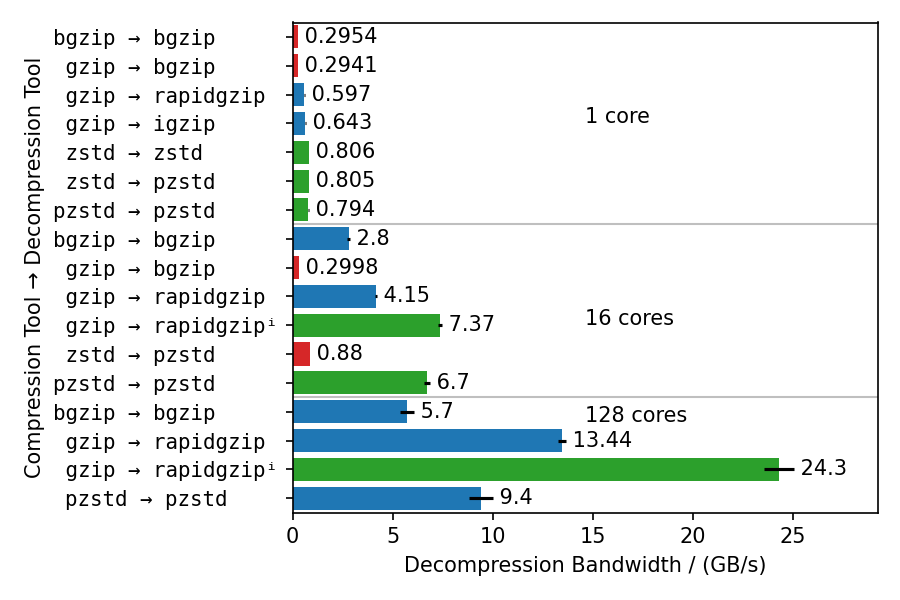 Compression Tool → Decompression Tool
bgzip → bgzip 0.2954
gzip → bgzip 0.2941
gzip → rapidgzip 0.597
1 core
gzip → igzip 0.643
zstd → zstd 0.806
zstd → pzstd 0.805
pzstd → pzstd 0.794
bgzip → bgzip 2.8
gzip → bgzip 0.2998
gzip → rapidgzip 4.15
16 cores
gzip → rapidgzipⁱ 7.37
zstd → pzstd 0.88
pzstd → pzstd 6.7
bgzip → bgzip 5.7 128 cores
gzip → rapidgzip 13.44
gzip → rapidgzipⁱ 24.3
pzstd → pzstd 9.4
0 5 10 15 20 25
Decompression Bandwidth / (GB/s)